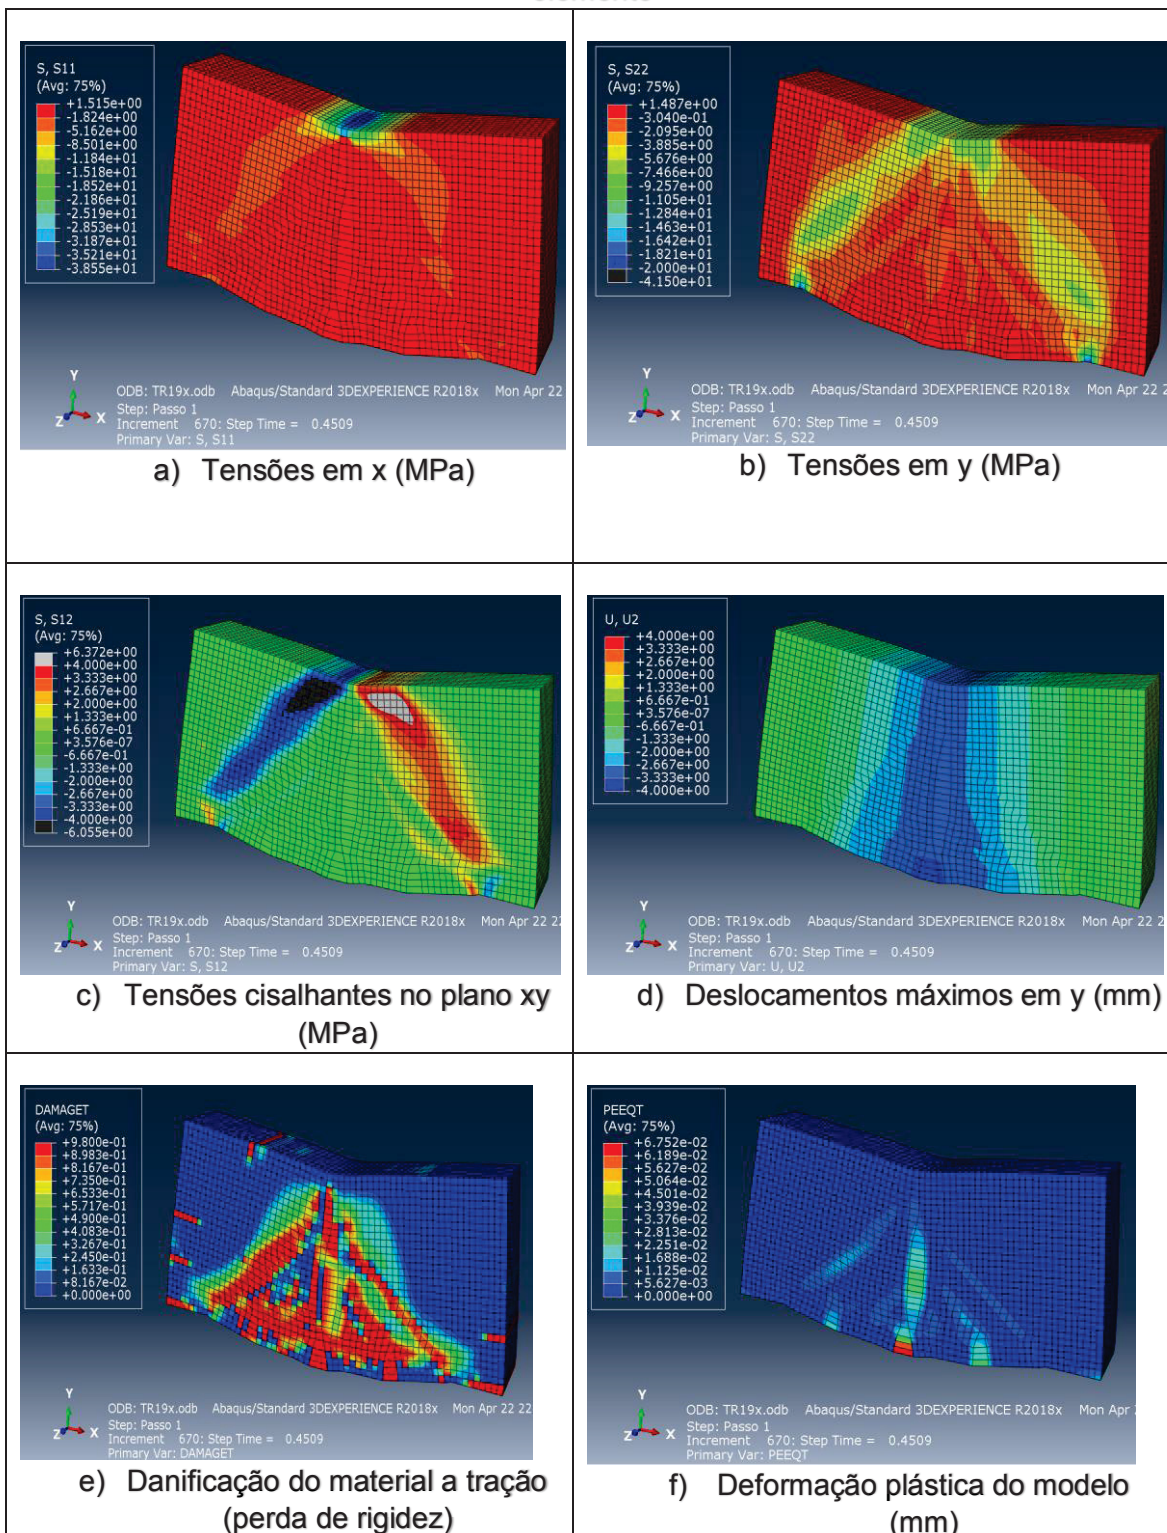 S, S11
(Avg: 75%)
+1.515e+00
-1.824e+00
-5.162e+00
-8.501e+00
-1.184e+01
-1.518e+01
-1.852e+01
-2.186e+01
-2.519e+01
-2.853e+01
-3.187e+01
-3.521e+01
-3.855e+01
Y
Z X
ODB: TR19x.odb Abaqus/Standard 3DEXPERIENCE R2018x Mon Apr 22
Step: Passo 1
Increment 670: Step Time = 0.4509
Primary Var: S, S11
a) Tensões em x (MPa)
S, S22
(Avg: 75%)
+1.487e+00
-3.040e-01
-2.095e+00
-3.885e+00
-5.676e+00
-7.466e+00
-9.257e+00
-1.105e+01
-1.284e+01
-1.463e+01
-1.642e+01
-1.821e+01
-2.000e+01
-4.150e+01
Y
Z X
ODB: TR19x.odb Abaqus/Standard 3DEXPERIENCE R2018x Mon Apr 22 2
Step: Passo 1
Increment 670: Step Time = 0.4509
Primary Var: S, S22
b) Tensões em y (MPa)
S, S12
(Avg: 75%)
+6.372e+00
+4.000e+00
+3.333e+00
+2.667e+00
+2.000e+00
+1.333e+00
+6.667e-01
+3.576e-07
-6.667e-01
-1.333e+00
-2.000e+00
-2.667e+00
-3.333e+00
-4.000e+00
-6.055e+00
Y
Z X
ODB: TR19x.odb Abaqus/Standard 3DEXPERIENCE R2018x Mon Apr 22 2
Step: Passo 1
Increment 670: Step Time = 0.4509
Primary Var: S, S12
c) Tensões cisalhantes no plano xy
(MPa)
U, U2
+4.000e+00
+3.333e+00
+2.667e+00
+2.000e+00
+1.333e+00
+6.667e-01
+3.576e-07
-6.667e-01
-1.333e+00
-2.000e+00
-2.667e+00
-3.333e+00
-4.000e+00
Y
Z X
ODB: TR19x.odb Abaqus/Standard 3DEXPERIENCE R2018x Mon Apr 22 2
Step: Passo 1
Increment 670: Step Time = 0.4509
Primary Var: U, U2
d) Deslocamentos máximos em y (mm)
DAMAGET
(Avg: 75%)
+9.800e-01
+8.983e-01
+8.167e-01
+7.350e-01
+6.533e-01
+5.717e-01
+4.900e-01
+4.083e-01
+3.267e-01
+2.450e-01
+1.633e-01
+8.167e-02
+0.000e+00
Y
Z X
ODB: TR19x.odb Abaqus/Standard 3DEXPERIENCE R2018x Mon Apr 22 22
Step: Passo 1
Increment 670: Step Time = 0.4509
Primary Var: DAMAGET
e) Danificação do material a tração
(perda de rigidez)
PEEQT
(Avg: 75%)
+6.752e-02
+6.189e-02
+5.627e-02
+5.064e-02
+4.501e-02
+3.939e-02
+3.376e-02
+2.813e-02
+2.251e-02
+1.688e-02
+1.125e-02
+5.627e-03
+0.000e+00
Y
Z X
ODB: TR19x.odb Abaqus/Standard 3DEXPERIENCE R2018x Mon Apr
Step: Passo 1
Increment 670: Step Time = 0.4509
Primary Var: PEEQT
f) Deformação plástica do modelo
(mm)